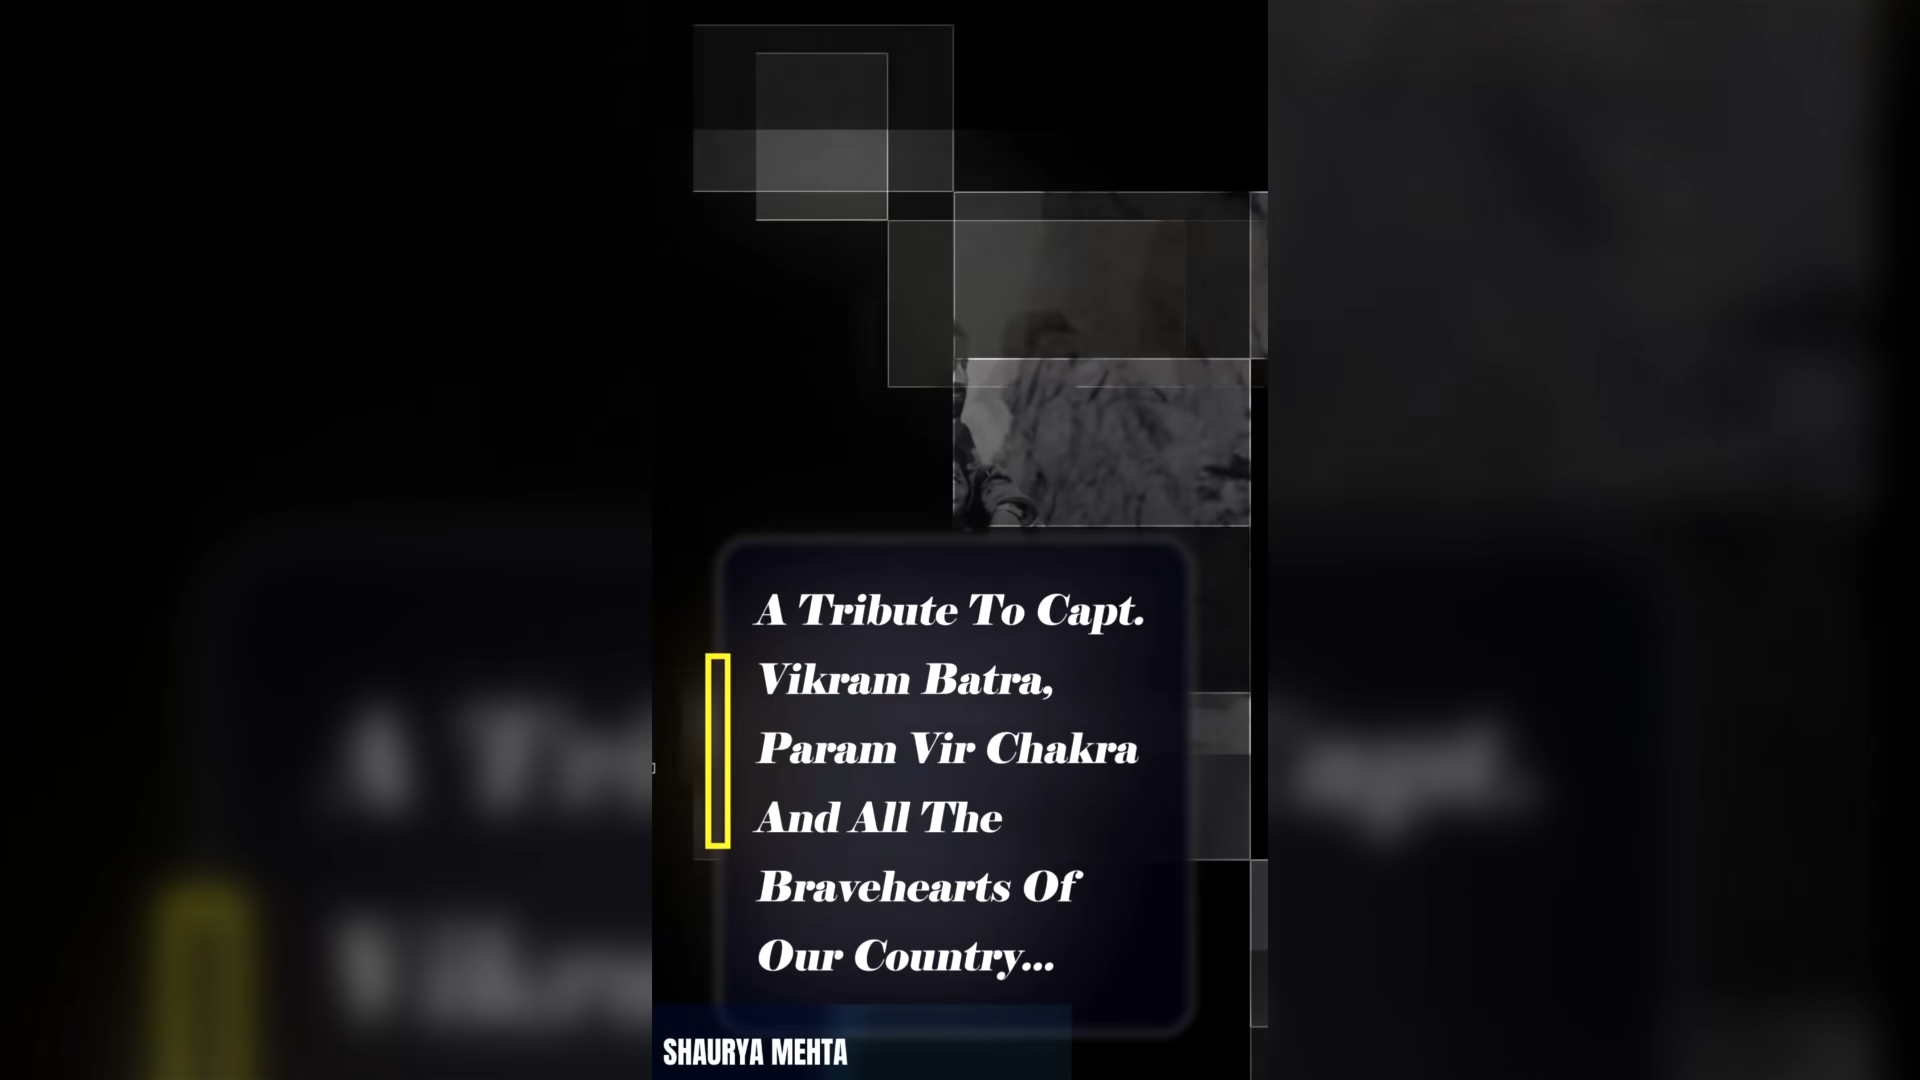 A Tribute To Capt.
Vikram Batra,
Param Vir Chakra
And All The
Bravehearts Of
Our Country...
SHAURYA MEHTA